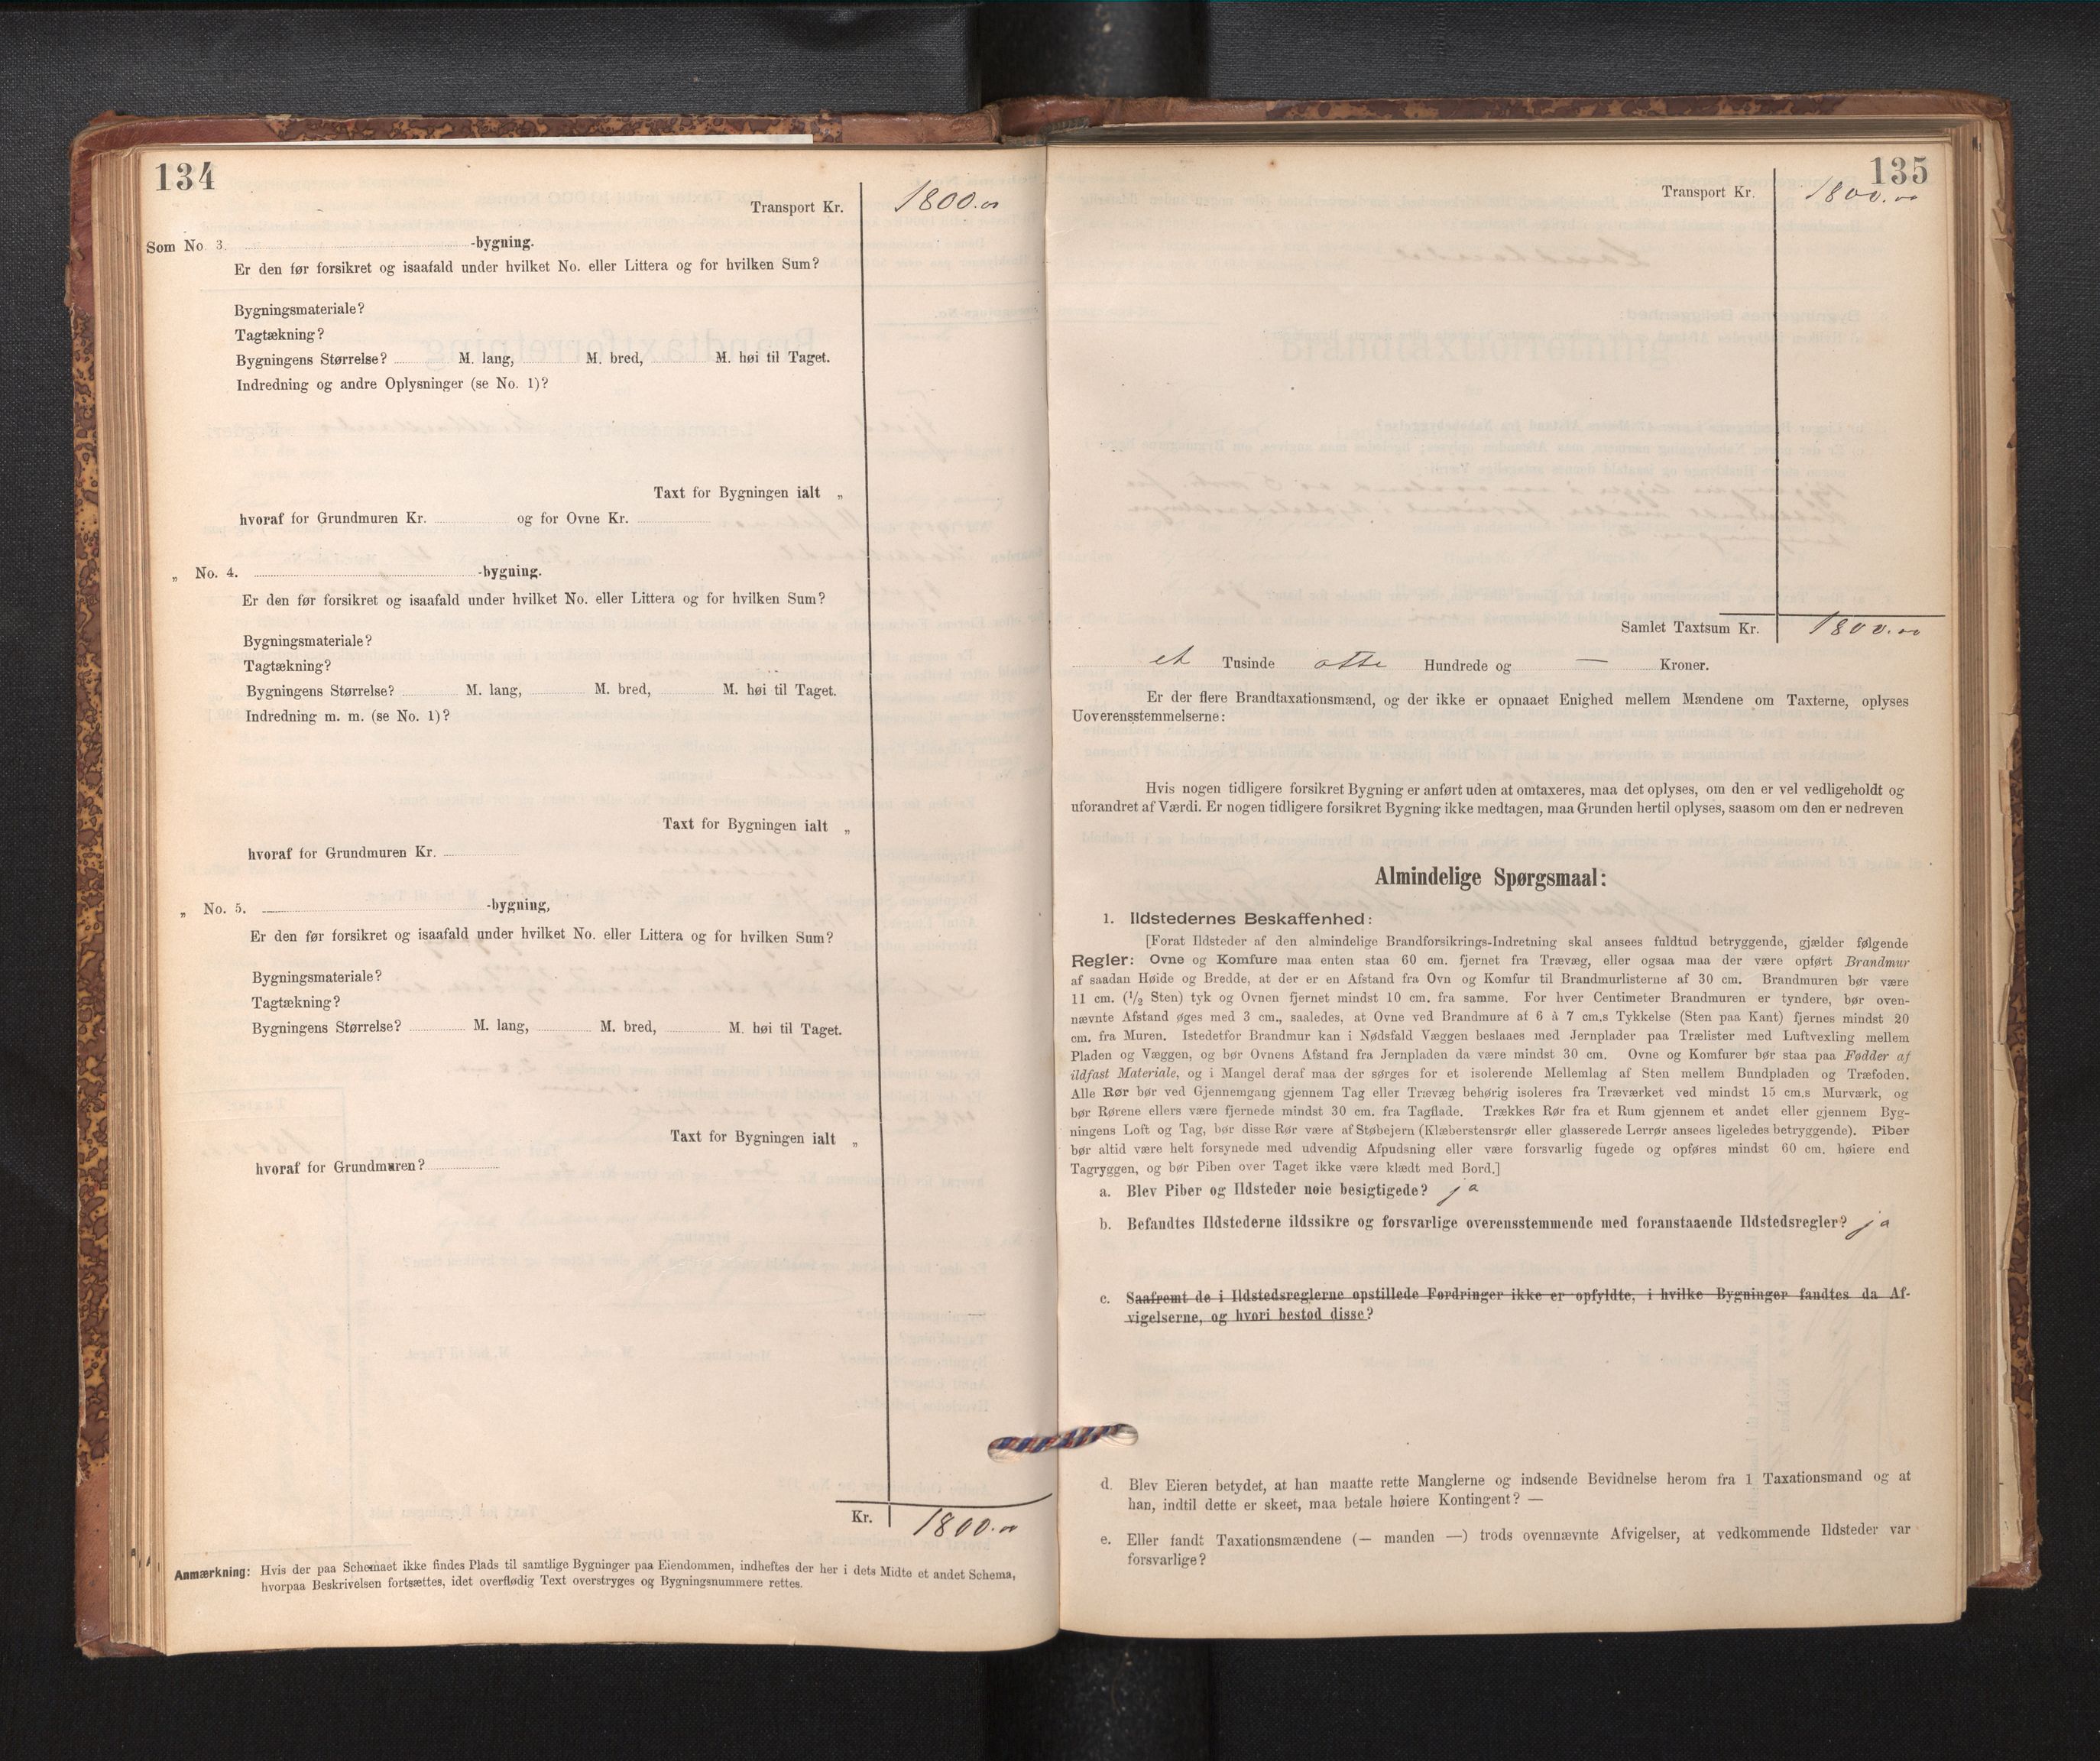 134
Transport Kr. 1800.00
Som No. 3. -bygning.
Er den før forsikret og isaafald under hvilket No. eller Littera og for hvilken Sum?
Bygningsmateriale?
Tagtækning?
Bygningens Størrelse? M. lang, M. bred, M. høi til Taget.
Indredning og andre Oplysninger (se No. 1)?
Taxt for Bygningen ialt „
hvoraf for Grundmuren Kr. og for Ovne Kr.
„ No. 4. -bygning.
Er den før forsikret og isaafald under hvilket No. eller Littera og for hvilken Sum?
Bygningsmateriale?
Tagtækning?
Bygningens Størrelse? M. lang, M. bred, M. høi til Taget.
Indredning m. m. (se No. 1)?
Taxt for Bygningen ialt „
hvoraf for Grundmuren Kr.
„ No. 5. -bygning,
Er den før forsikret og isaafald under hvilket No. eller Littera og for hvilken Sum?
Bygningsmateriale?
Tagtækning?
Bygningens Størrelse? M. lang, M. bred, M. høi til Taget.
Taxt for Bygningen ialt „
hvoraf for Grundmuren?
Kr. 1800.00
Anmærkning: Hvis der paa Schemaet ikke findes Plads til samtlige Bygninger paa Eiendommen, indheftes der her i dets Midte et andet Schema,
hvorpaa Beskrivelsen fortsættes, idet overflødig Text overstryges og Bygningsnummere rettes.
135
Transport Kr. 1800.00
Samlet Taxtsum Kr. 1800.00
et Tusinde otte Hundrede og — Kroner.
Er der flere Brandtaxationsmænd, og der ikke er opnaaet Enighed mellem Mændene om Taxterne, oplyses
Uoverensstemmelserne:
Hvis nogen tidligere forsikret Bygning er anført uden at omtaxeres, maa det oplyses, om den er vel vedligeholdt og
uforandret af Værdi. Er nogen tidligere forsikret Bygning ikke medtagen, maa Grunden hertil oplyses, saasom om den er nedreven
Almindelige Spørgsmaal:
1. Ildstedernes Beskaffenhed:
[Forat Ildsteder af den almindelige Brandforsikrings-Indretning skal ansees fuldtud betryggende, gjælder følgende
Regler: Ovne og Komfure maa enten staa 60 cm. fjernet fra Trævæg, eller ogsaa maa der være opført Brandmur
af saadan Høide og Bredde, at der er en Afstand fra Ovn og Komfur til Brandmurlisterne af 30 cm. Brandmuren bør være
11 cm. (1/2 Sten) tyk og Ovnen fjernet mindst 10 cm. fra samme. For hver Centimeter Brandmuren er tyndere, bør oven-
nævnte Afstand øges med 3 cm., saaledes, at Ovne ved Brandmure af 6 à 7 cm.s Tykkelse (Sten paa Kant) fjernes mindst 20
cm. fra Muren. Istedetfor Brandmur kan i Nødsfald Væggen beslaaes med Jernplader paa Trælister med Luftvexling mellem
Pladen og Væggen, og bør Ovnens Afstand fra Jernpladen da være mindst 30 cm. Ovne og Komfurer bør staa paa Fødder af
ildfast Materiale, og i Mangel deraf maa der sørges for et isolerende Mellemlag af Sten mellem Bundpladen og Træfoden.
Alle Rør bør ved Gjennemgang gjennem Tag eller Trævæg behørig isoleres fra Træværket ved mindst 15 cm.s Murværk, og
bør Rørene ellers være fjernede mindst 30 cm. fra Tagflade. Trækkes Rør fra et Rum gjennem et andet eller gjennem Byg-
ningens Loft og Tag, bør disse Rør være af Støbejern (Klæberstensrør eller glasserede Lerrør ansees ligeledes betryggende). Piber
bør altid være helt forsynede med udvendig Afpudsning eller være forsvarlig fugede og opføres mindst 60 cm. høiere end
Tagryggen, og bør Piben over Taget ikke være klædt med Bord.]
a. Blev Piber og Ildsteder nøie besigtigede? ja
b. Befandtes Ildstederne ildssikre og forsvarlige overensstemmende med foranstaaende Ildstedsregler? ja
c. Saafremt de i Ildstedsreglerne opstillede Fordringer ikke er opfyldte, i hvilke Bygninger fandtes da Af-
vigelserne, og hvori bestod disse?
d. Blev Eieren betydet, at han maatte rette Manglerne og indsende Bevidnelse herom fra 1 Taxationsmand og at
han, indtil dette er skeet, maa betale høiere Kontingent? —
e. Eller fandt Taxationsmændene (— manden —) trods ovennævnte Afvigelser, at vedkommende Ildsteder var
forsvarlige?